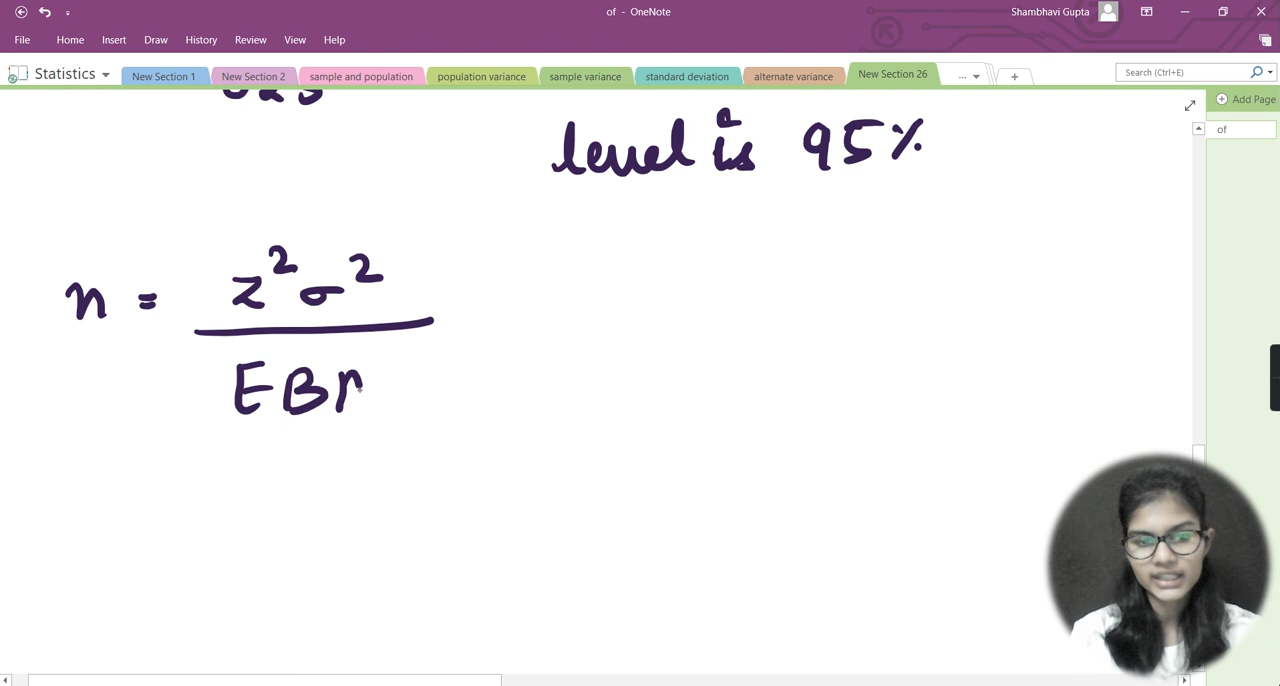 of - OneNote
Shambhavi Gupta
File Home Insert Draw History Review View Help
Statistics
New Section 1 New Section 2 sample and population population variance sample variance standard deviation alternate variance New Section 26 ... +
Search (Ctrl+E)
Add Page
of
level is 95%
n = z²σ²
EBM